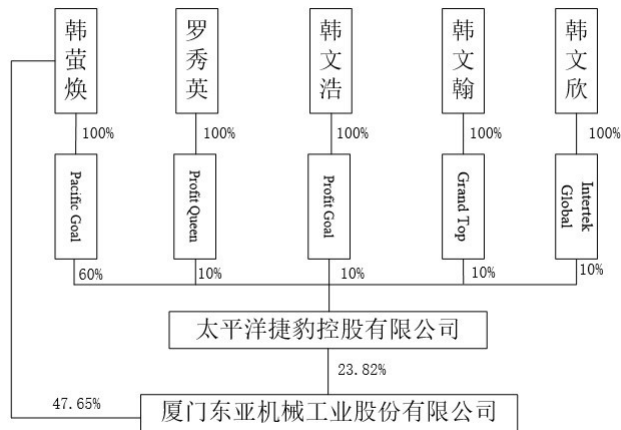 韩萤焕
罗秀英
韩文浩
韩文翰
韩文欣
100%
100%
100%
100%
100%
Pacific Goal
Profit Queen
Profit Goal
Grand Top
Intertek
Global
60%
10%
10%
10%
10%
太平洋捷豹控股有限公司
23.82%
47.65%
厦门东亚机械工业股份有限公司